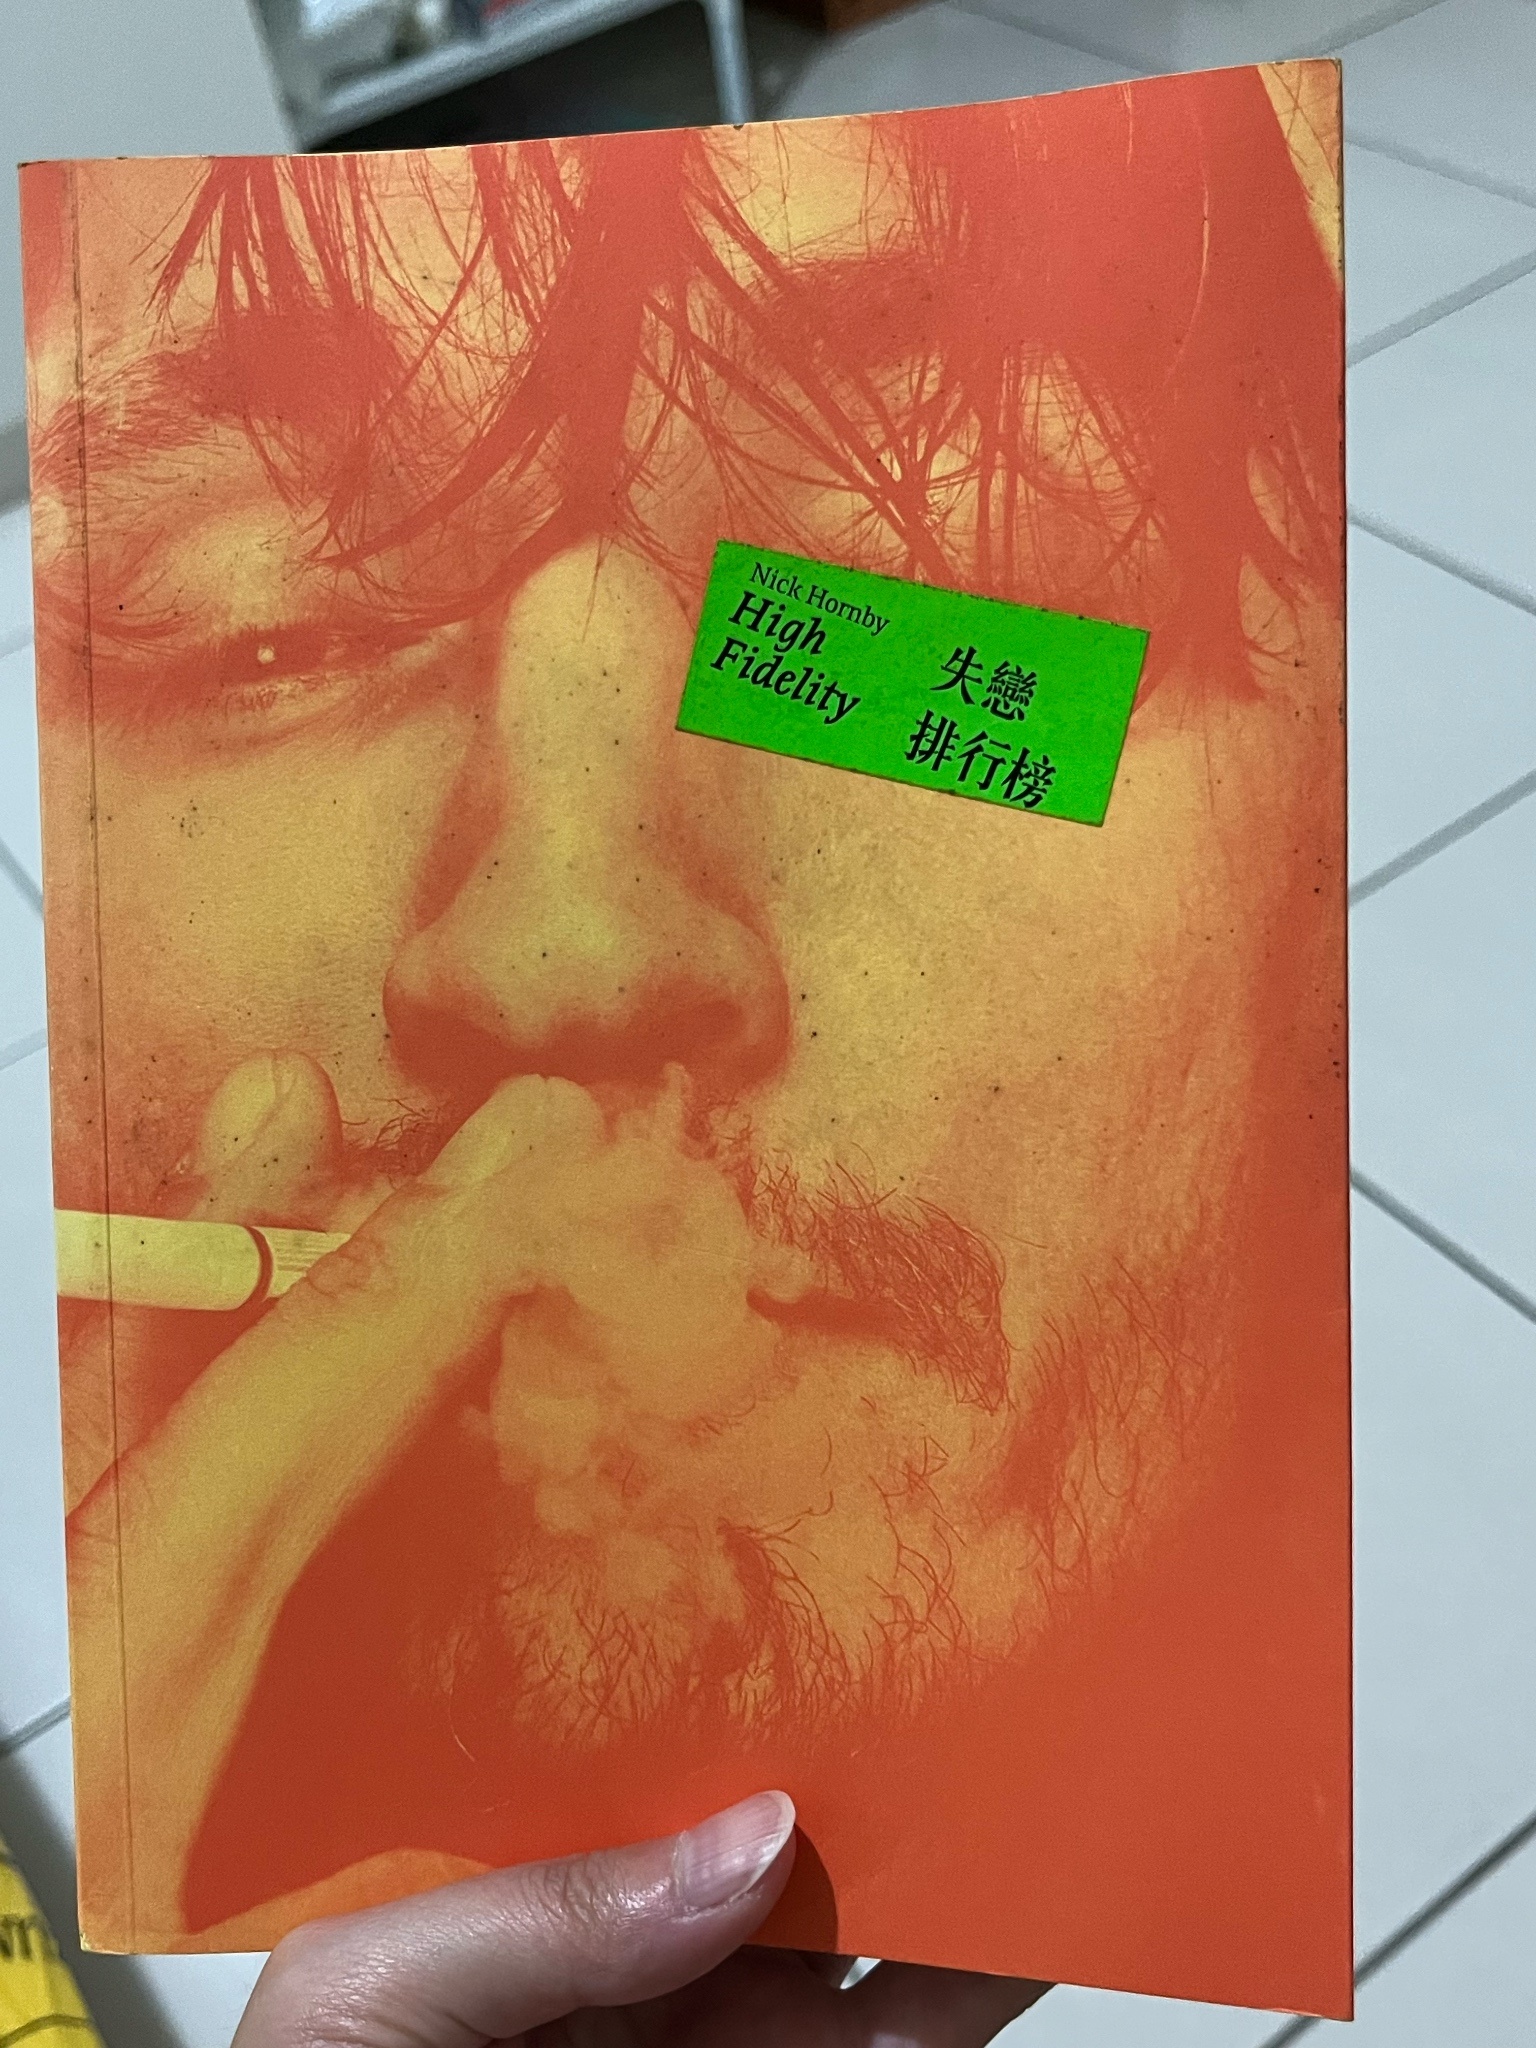 Nick Hornby
High
Fidelity
失戀
排行榜